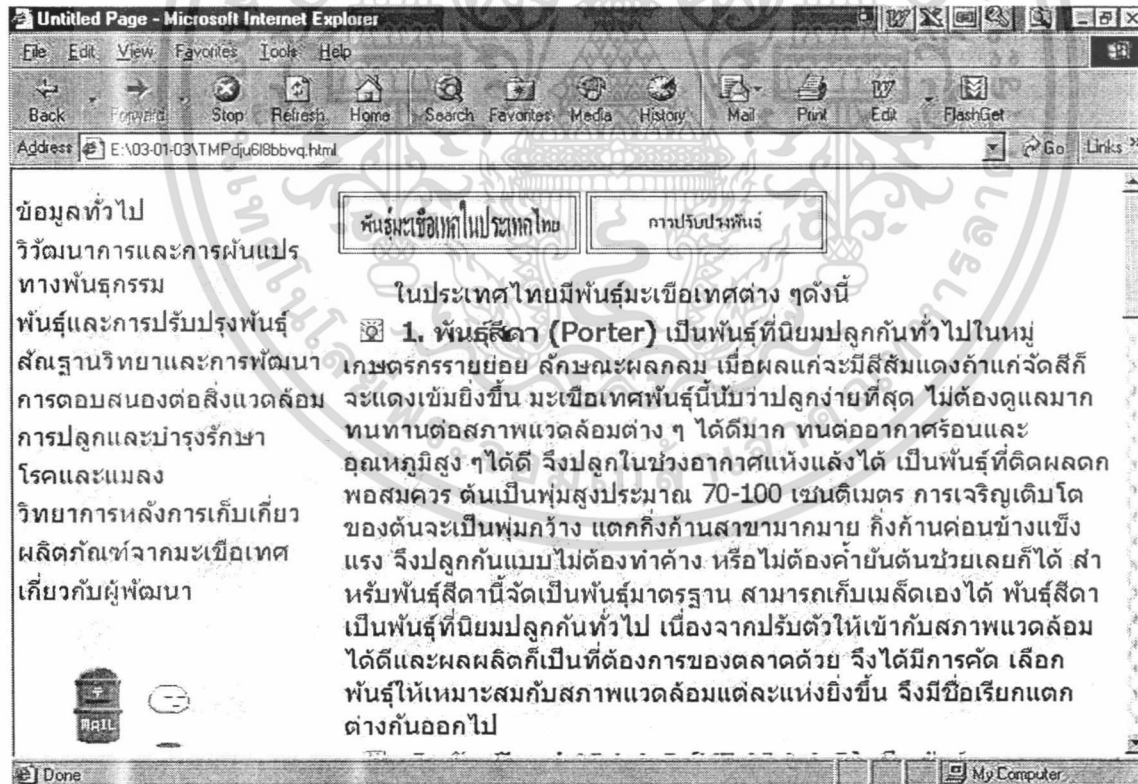 Untitled Page - Microsoft Internet Explorer
File Edit View Favorites Tools Help
Back Forward Stop Refresh Home Search Favorites Media History Mail Print Edit FlashGet
Address E:\03-01-03\TMPdju6l8bbvq.html Go Links »
ข้อมูลทั่วไป
วิวัฒนาการและการผันแปร
ทางพันธุกรรม
พันธุ์และการปรับปรุงพันธุ์
สัณฐานวิทยาและการพัฒนา
การตอบสนองต่อสิ่งแวดล้อม
การปลูกและบำรุงรักษา
โรคและแมลง
วิทยาการหลังการเก็บเกี่ยว
ผลิตภัณฑ์จากมะเขือเทศ
เกี่ยวกับผู้พัฒนา
MAIL
พันธุ์มะเขือเทศในประเทศไทย การปรับปรุงพันธุ์
ในประเทศไทยมีพันธุ์มะเขือเทศต่าง ๆดังนี้
1. พันธุ์สีดา (Porter) เป็นพันธุ์ที่นิยมปลูกกันทั่วไปในหมู่
เกษตรกรรายย่อย ลักษณะผลกลม เมื่อผลแก่จะมีสีส้มแดงถ้าแก่จัดสีก็
จะแดงเข้มยิ่งขึ้น มะเขือเทศพันธุ์นี้นับว่าปลูกง่ายที่สุด ไม่ต้องดูแลมาก
ทนทานต่อสภาพแวดล้อมต่าง ๆ ได้ดีมาก ทนต่ออากาศร้อนและ
อุณหภูมิสูง ๆได้ดี จึงปลูกในช่วงอากาศแห้งแล้งได้ เป็นพันธุ์ที่ติดผลดก
พอสมควร ต้นเป็นพุ่มสูงประมาณ 70-100 เซนติเมตร การเจริญเติบโต
ของต้นจะเป็นพุ่มกว้าง แตกกิ่งก้านสาขามากมาย กิ่งก้านค่อนข้างแข็ง
แรง จึงปลูกกันแบบไม่ต้องทำค้าง หรือไม่ต้องค้ำยันต้นช่วยเลยก็ได้ สำ
หรับพันธุ์สีดานี้จัดเป็นพันธุ์มาตรฐาน สามารถเก็บเมล็ดเองได้ พันธุ์สีดา
เป็นพันธุ์ที่นิยมปลูกกันทั่วไป เนื่องจากปรับตัวให้เข้ากับสภาพแวดล้อม
ได้ดีและผลผลิตก็เป็นที่ต้องการของตลาดด้วย จึงได้มีการคัด เลือก
พันธุ์ให้เหมาะสมกับสภาพแวดล้อมแต่ละแห่งยิ่งขึ้น จึงมีชื่อเรียกแตก
ต่างกันออกไป
Done My Computer